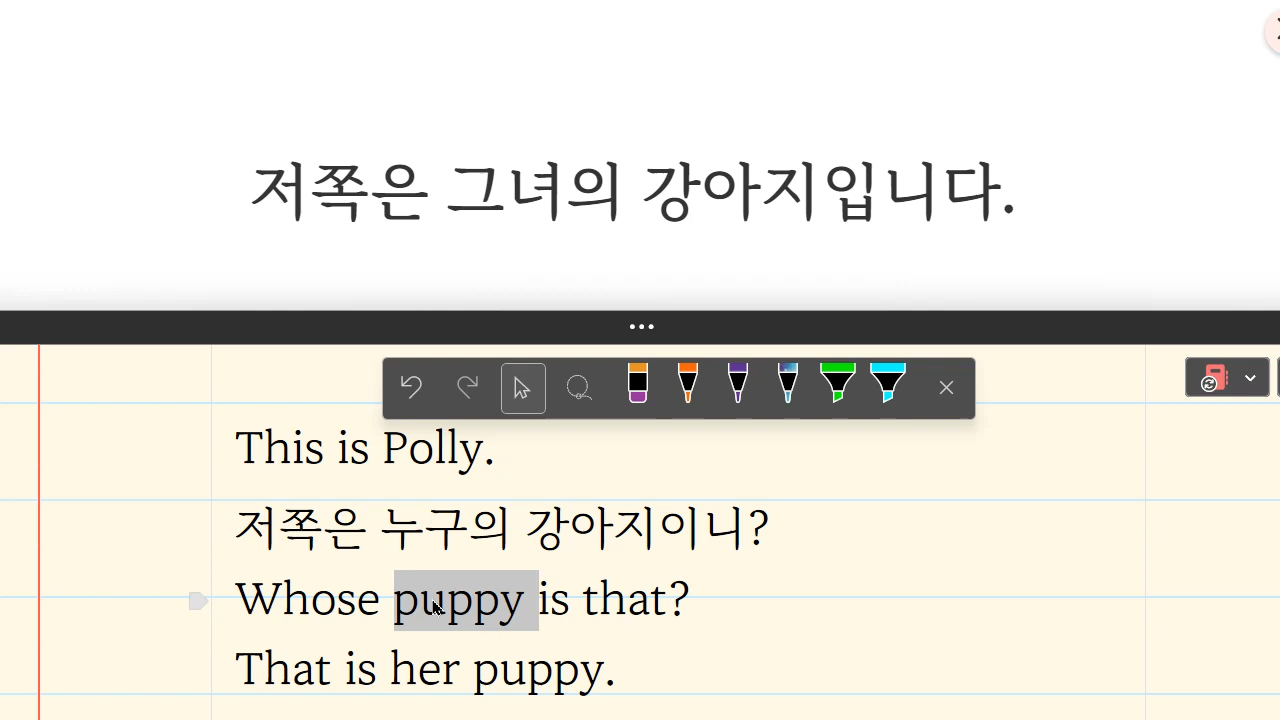 저쪽은 그녀의 강아지입니다.
This is Polly.
저쪽은 누구의 강아지이니?
Whose puppy is that?
That is her puppy.